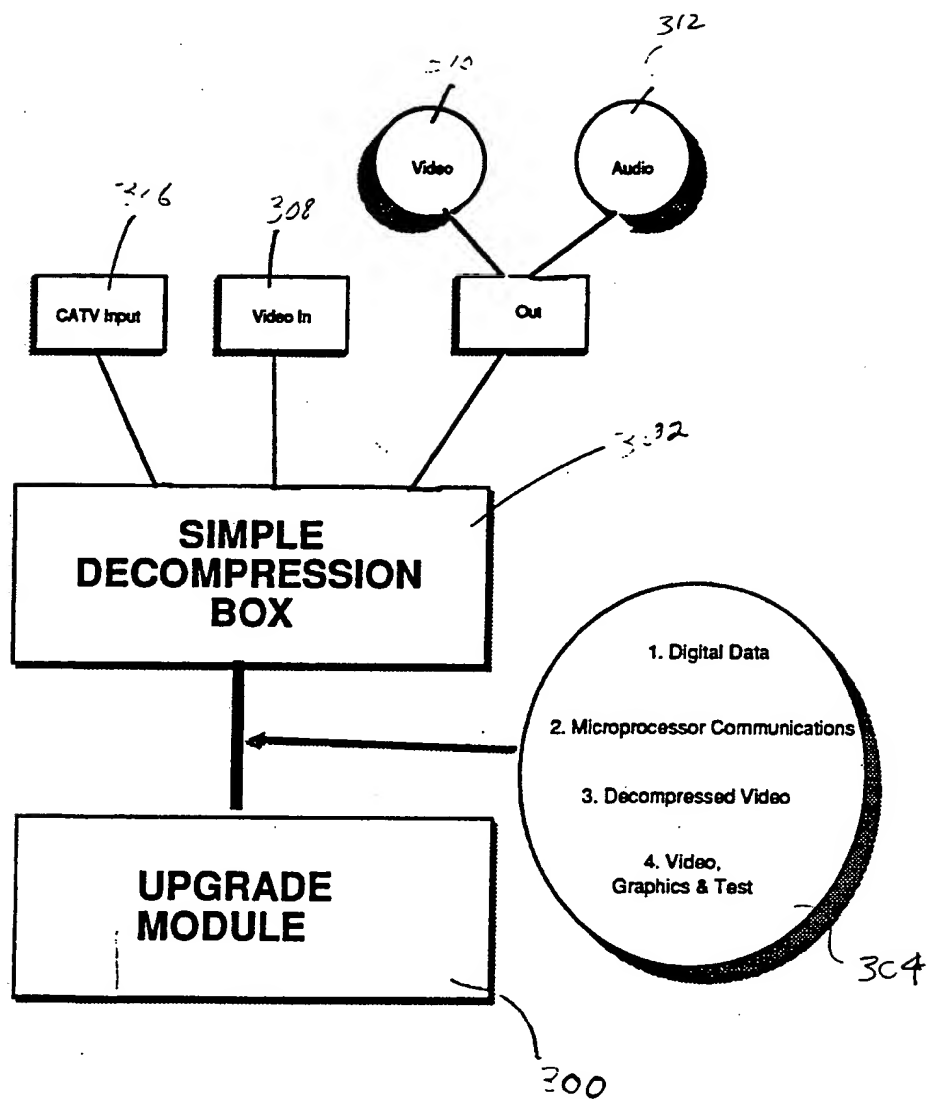 312
Video
Audio
308
CATV Input
Video In
Out
SIMPLE
DECOMPRESSION
BOX
1. Digital Data
2. Microprocessor Communications
3. Decompressed Video
4. Video,
Graphics & Test
UPGRADE
MODULE
304
300